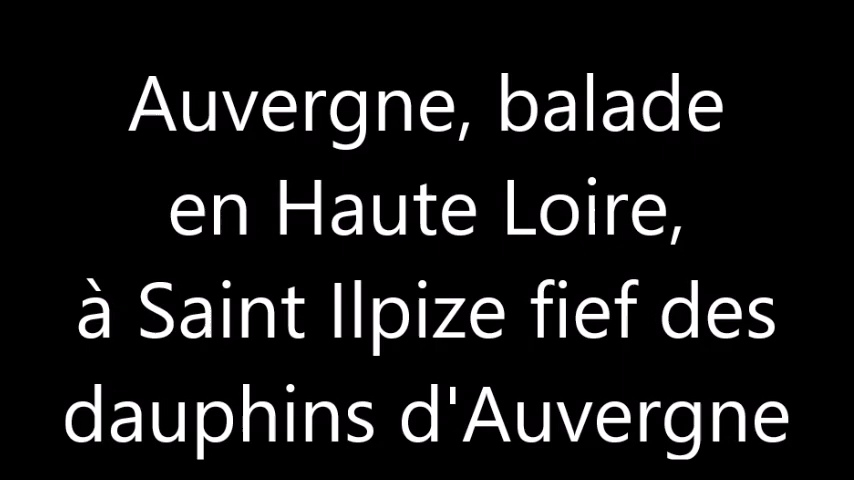 Auvergne, balade
en Haute Loire,
à Saint Ilpize fief des
dauphins d'Auvergne